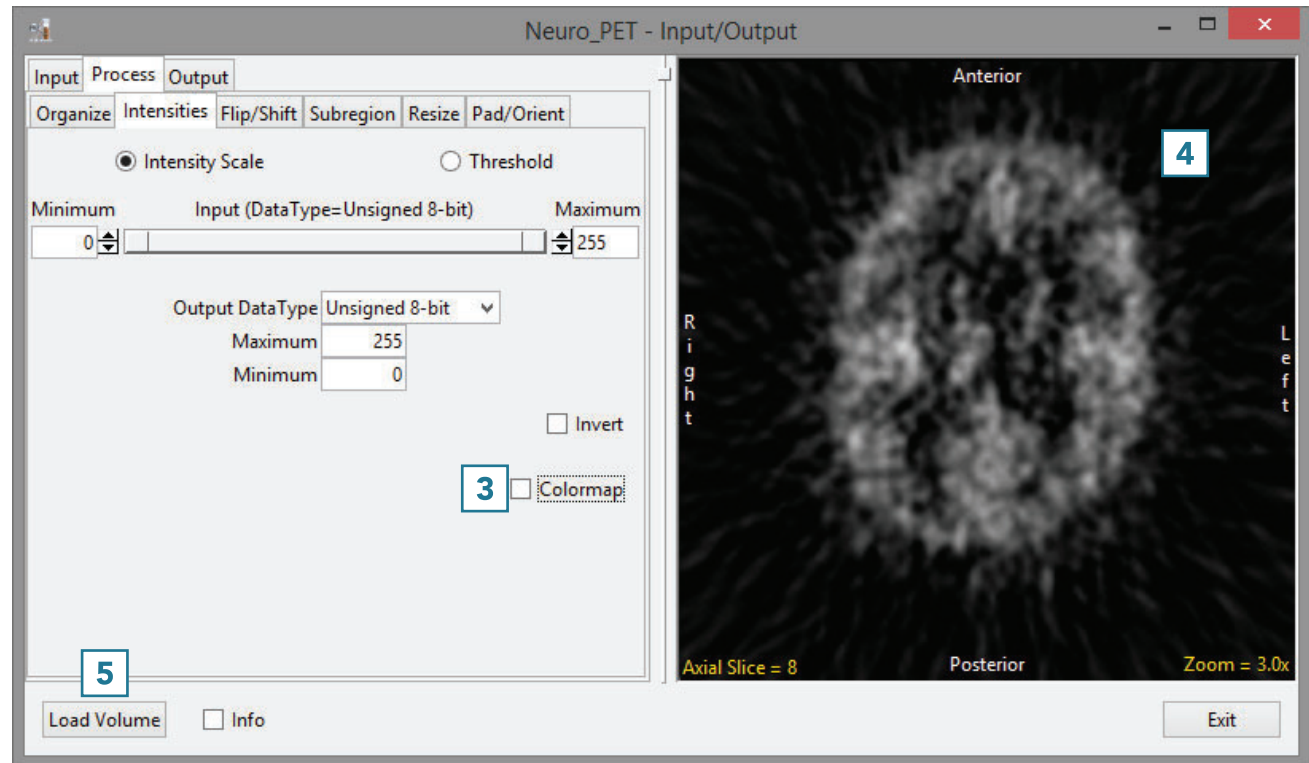 Neuro_PET - Input/Output
Input Process Output
Organize Intensities Flip/Shift Subregion Resize Pad/Orient
Intensity Scale Threshold
Minimum Input (DataType=Unsigned 8-bit) Maximum
0 255
Output DataType Unsigned 8-bit
Maximum 255
Minimum 0
Invert
3 Colormap
5
Load Volume Info
Anterior
4
Right
Left
Axial Slice = 8 Posterior Zoom = 3.0x
Exit